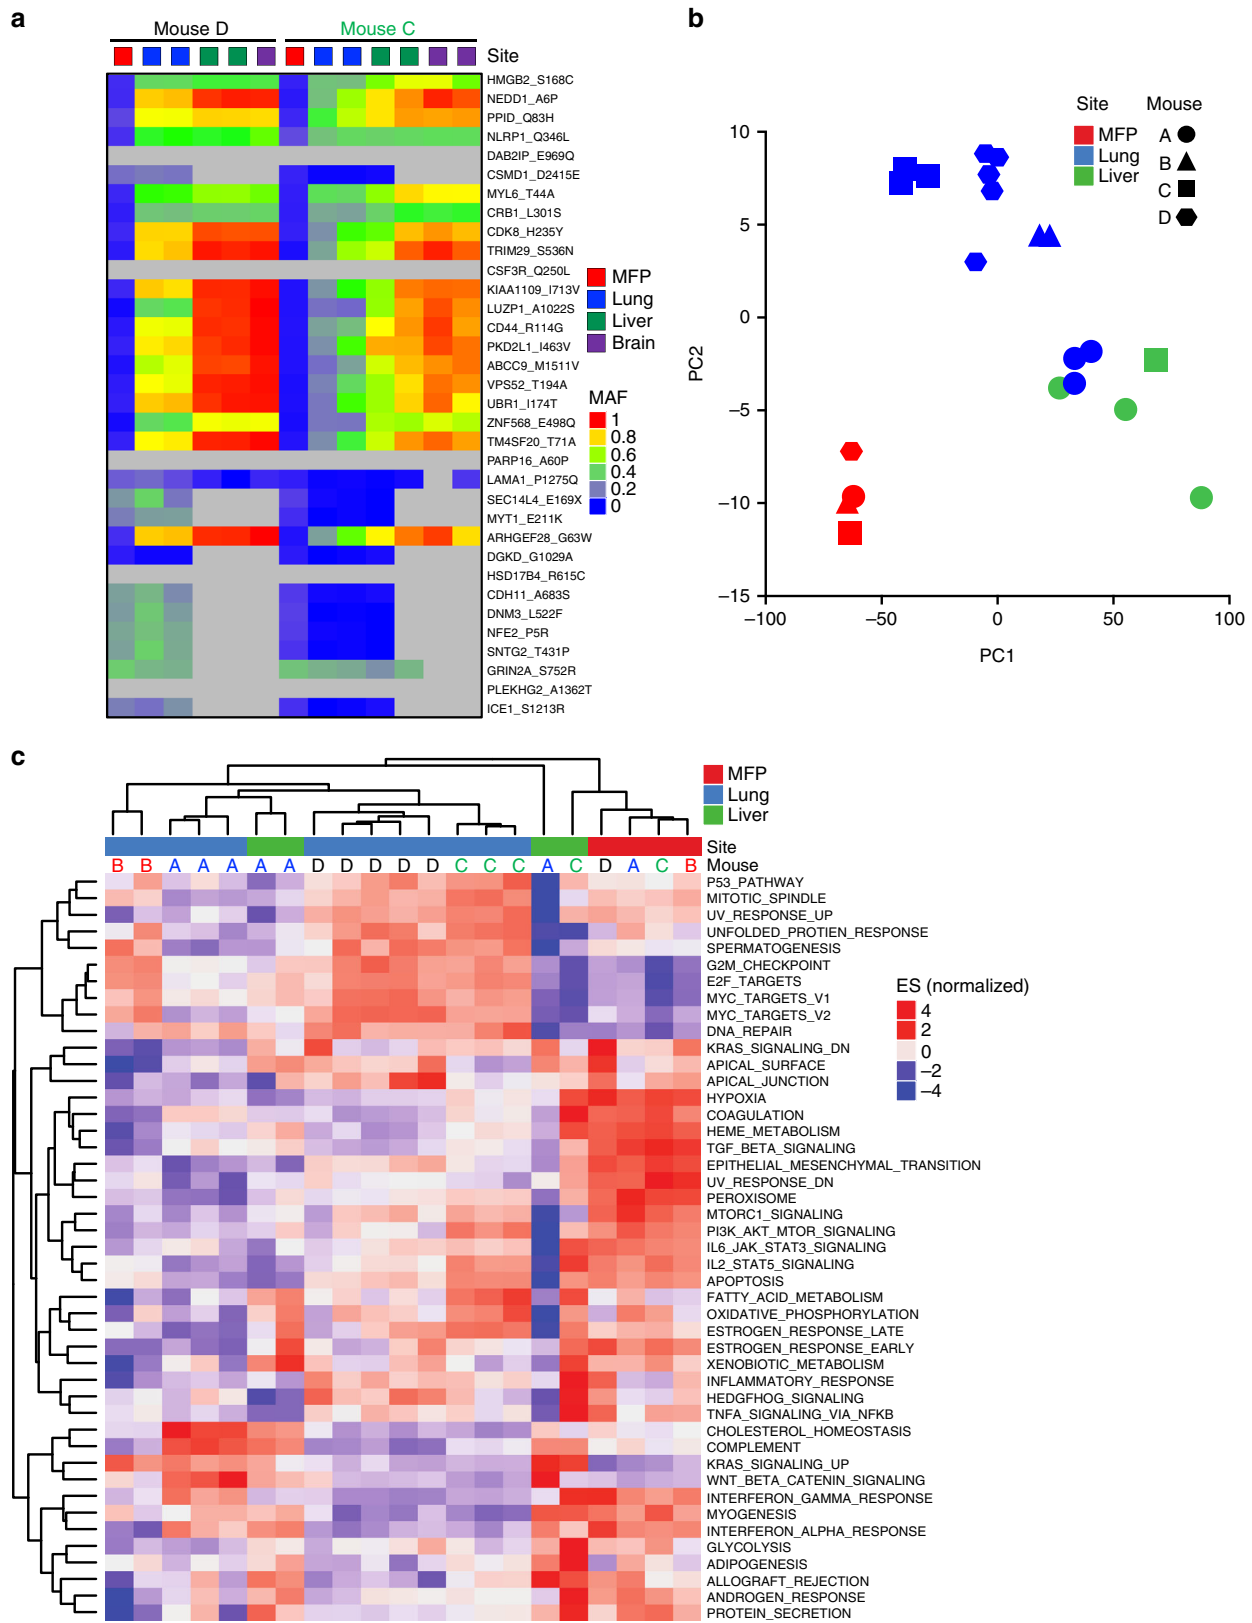 a
Mouse D
Mouse C
Site
HMGB2_S168C
NEDD1_A6P
PPID_Q83H
NLRP1_Q346L
DAB2IP_E969Q
CSMD1_D2415E
MYL6_T44A
CRB1_L301S
CDK8_H235Y
TRIM29_S536N
CSF3R_Q250L
KIAA1109_I713V
LUZP1_A1022S
CD44_R114G
PKD2L1_I463V
ABCC9_M1511V
VPS52_T194A
UBR1_I174T
ZNF568_E498Q
TM4SF20_T71A
PARP16_A60P
LAMA1_P1275Q
SEC14L4_E169X
MYT1_E211K
ARHGEF28_G63W
DGKD_G1029A
HSD17B4_R615C
CDH11_A683S
DNM3_L522F
NFE2_P5R
SNTG2_T431P
GRIN2A_S752R
PLEKHG2_A1362T
ICE1_S1213R
MFP
Lung
Liver
Brain
MAF
1
0.8
0.6
0.4
0.2
0
b
Site
Mouse
MFP
Lung
Liver
A
B
C
D
10
5
0
–5
–10
–15
PC2
–100
–50
0
50
100
PC1
c
MFP
Lung
Liver
Site
B B A A A A A D D D D D C C C A C D A C B Mouse
P53_PATHWAY
MITOTIC_SPINDLE
UV_RESPONSE_UP
UNFOLDED_PROTIEN_RESPONSE
SPERMATOGENESIS
G2M_CHECKPOINT
E2F_TARGETS
MYC_TARGETS_V1
MYC_TARGETS_V2
DNA_REPAIR
KRAS_SIGNALING_DN
APICAL_SURFACE
APICAL_JUNCTION
HYPOXIA
COAGULATION
HEME_METABOLISM
TGF_BETA_SIGNALING
EPITHELIAL_MESENCHYMAL_TRANSITION
UV_RESPONSE_DN
PEROXISOME
MTORC1_SIGNALING
PI3K_AKT_MTOR_SIGNALING
IL6_JAK_STAT3_SIGNALING
IL2_STAT5_SIGNALING
APOPTOSIS
FATTY_ACID_METABOLISM
OXIDATIVE_PHOSPHORYLATION
ESTROGEN_RESPONSE_LATE
ESTROGEN_RESPONSE_EARLY
XENOBIOTIC_METABOLISM
INFLAMMATORY_RESPONSE
HEDGFHOG_SIGNALING
TNFA_SIGNALING_VIA_NFKB
CHOLESTEROL_HOMEOSTASIS
COMPLEMENT
KRAS_SIGNALING_UP
WNT_BETA_CATENIN_SIGNALING
INTERFERON_GAMMA_RESPONSE
MYOGENESIS
INTERFERON_ALPHA_RESPONSE
GLYCOLYSIS
ADIPOGENESIS
ALLOGRAFT_REJECTION
ANDROGEN_RESPONSE
PROTEIN_SECRETION
ES (normalized)
4
2
0
–2
–4